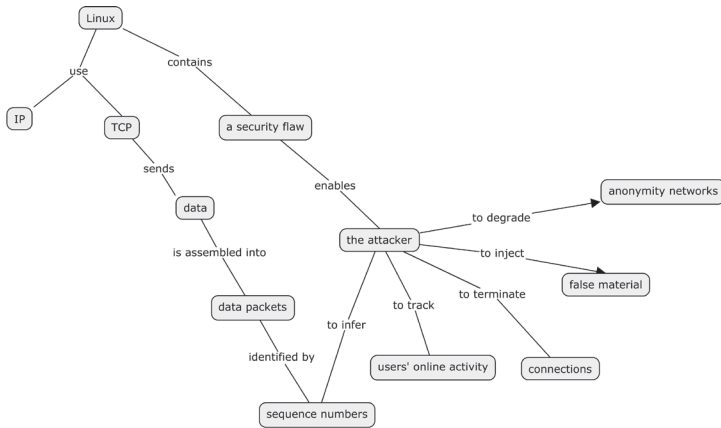 Linux
use
contains
IP
TCP
a security flaw
sends
enables
anonymity networks
data
to degrade
the attacker
is assembled into
to inject
false material
to terminate
data packets
to track
to infer
identified by
users' online activity
connections
sequence numbers